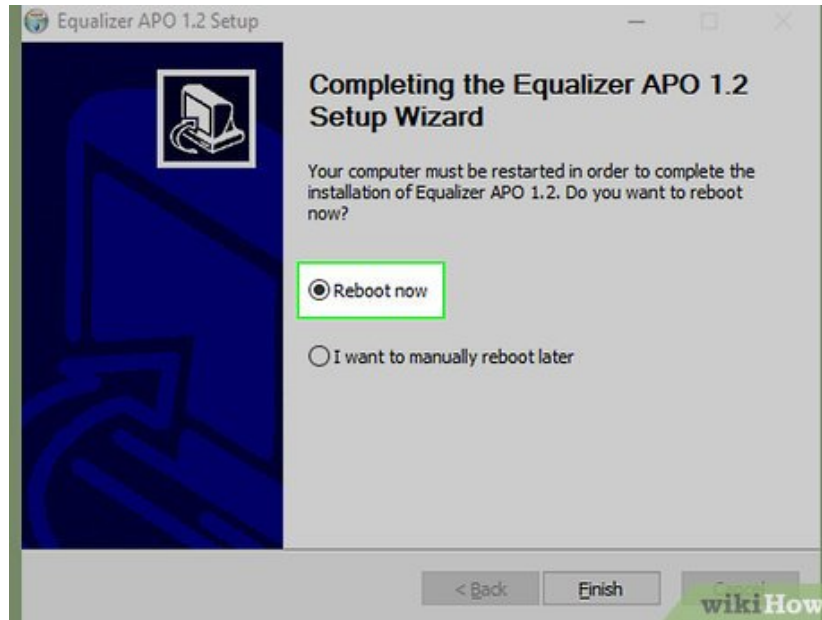 Equalizer APO 1.2 Setup
Completing the Equalizer APO 1.2
Setup Wizard
Your computer must be restarted in order to complete the
installation of Equalizer APO 1.2. Do you want to reboot
now?
Reboot now
I want to manually reboot later
< Back Finish Cancel
wikiHow